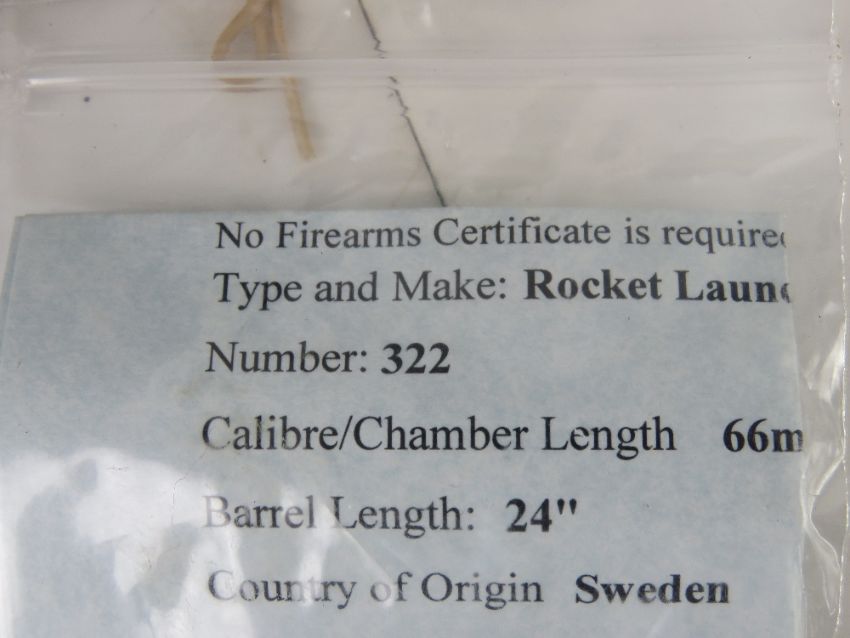 No Firearms Certificate is require
Type and Make: Rocket Laun
Number: 322
Calibre/Chamber Length 66m
Barrel Length: 24"
Country of Origin Sweden